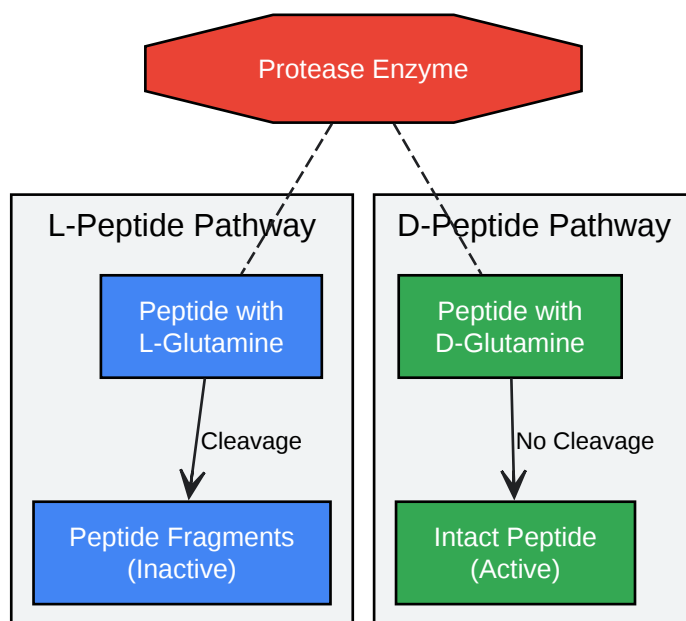 Protease Enzyme
L-Peptide Pathway
D-Peptide Pathway
Peptide with
L-Glutamine
Peptide with
D-Glutamine
Cleavage
No Cleavage
Peptide Fragments
(Inactive)
Intact Peptide
(Active)